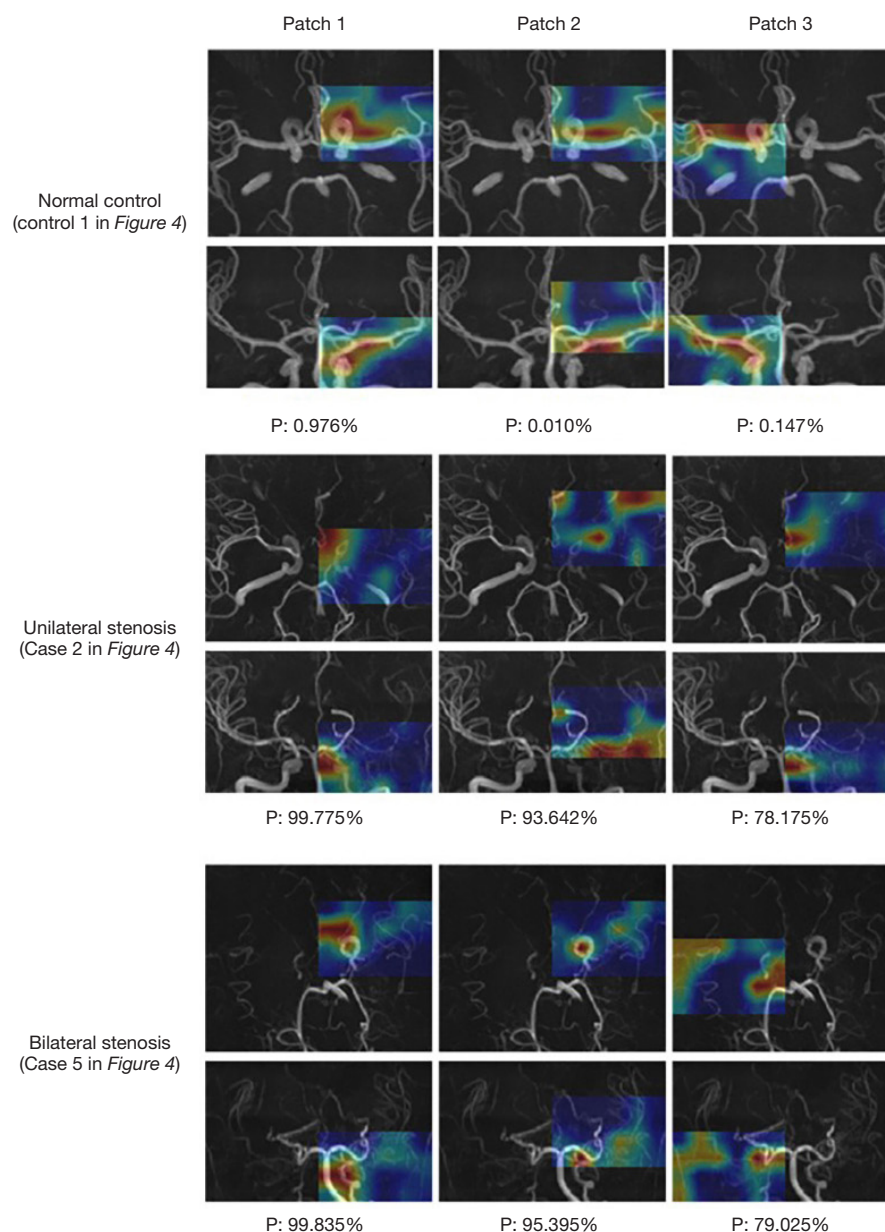 Patch 1 Patch 2 Patch 3
Normal control
(control 1 in Figure 4)
P: 0.976% P: 0.010% P: 0.147%
Unilateral stenosis
(Case 2 in Figure 4)
P: 99.775% P: 93.642% P: 78.175%
Bilateral stenosis
(Case 5 in Figure 4)
P: 99.835% P: 95.395% P: 79.025%